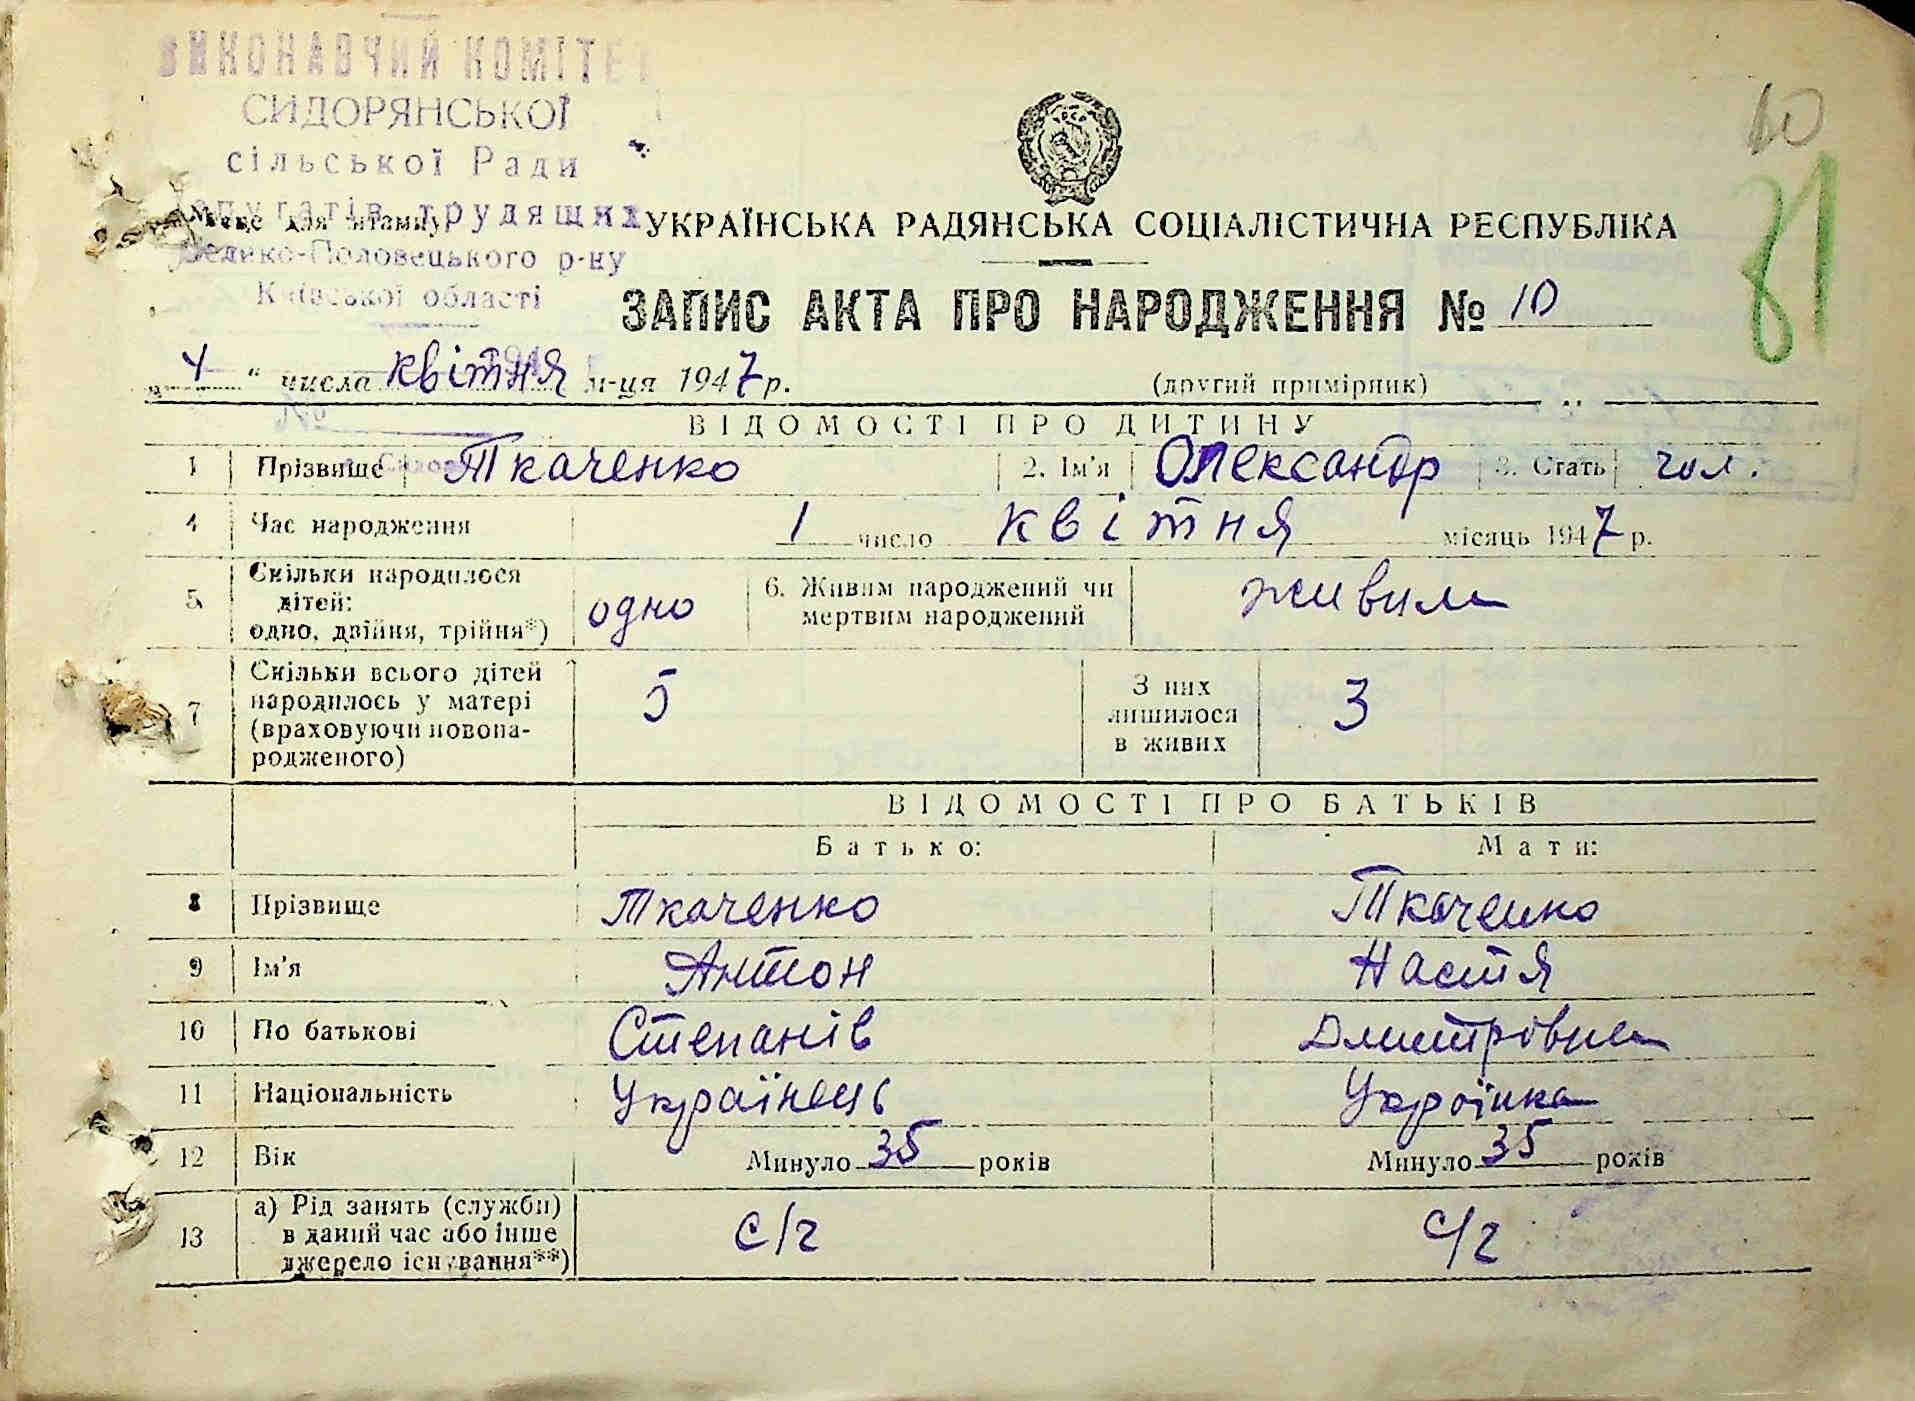 ВИКОНАВЧИЙ КОМІТЕТ
СИДОРЯНСЬКОЇ
сільської Ради
депутатів трудящих
Велико-Половецького р-ну
Київської області
Місце для штампу
10
81
УКРАЇНСЬКА РАДЯНСЬКА СОЦІАЛІСТИЧНА РЕСПУБЛІКА
ЗАПИС АКТА ПРО НАРОДЖЕННЯ № 10
„4“ числа квітня м-ця 1947 р. (другий примірник)
№
ВІДОМОСТІ ПРО ДИТИНУ
1 Прізвище Ткаченко 2. Ім'я Олександр 3. Стать чол.
4 Час народження 1 число квітня місяць 1947 р.
5 Скільки народилося дітей: одно, двійня, трійня*) одно 6. Живим народжений чи мертвим народжений живим
7 Скільки всього дітей народилось у матері (враховуючи новонародженого) 5 З них лишилося в живих 3
ВІДОМОСТІ ПРО БАТЬКІВ
Батько: Мати:
8 Прізвище Ткаченко Ткаченко
9 Ім'я Антон Настя
10 По батькові Степанів Дмитрівна
11 Національність Українець Українка
12 Вік Минуло 35 років Минуло 35 років
13 а) Рід занять (служби) в даний час або інше джерело існування**) с/г с/г